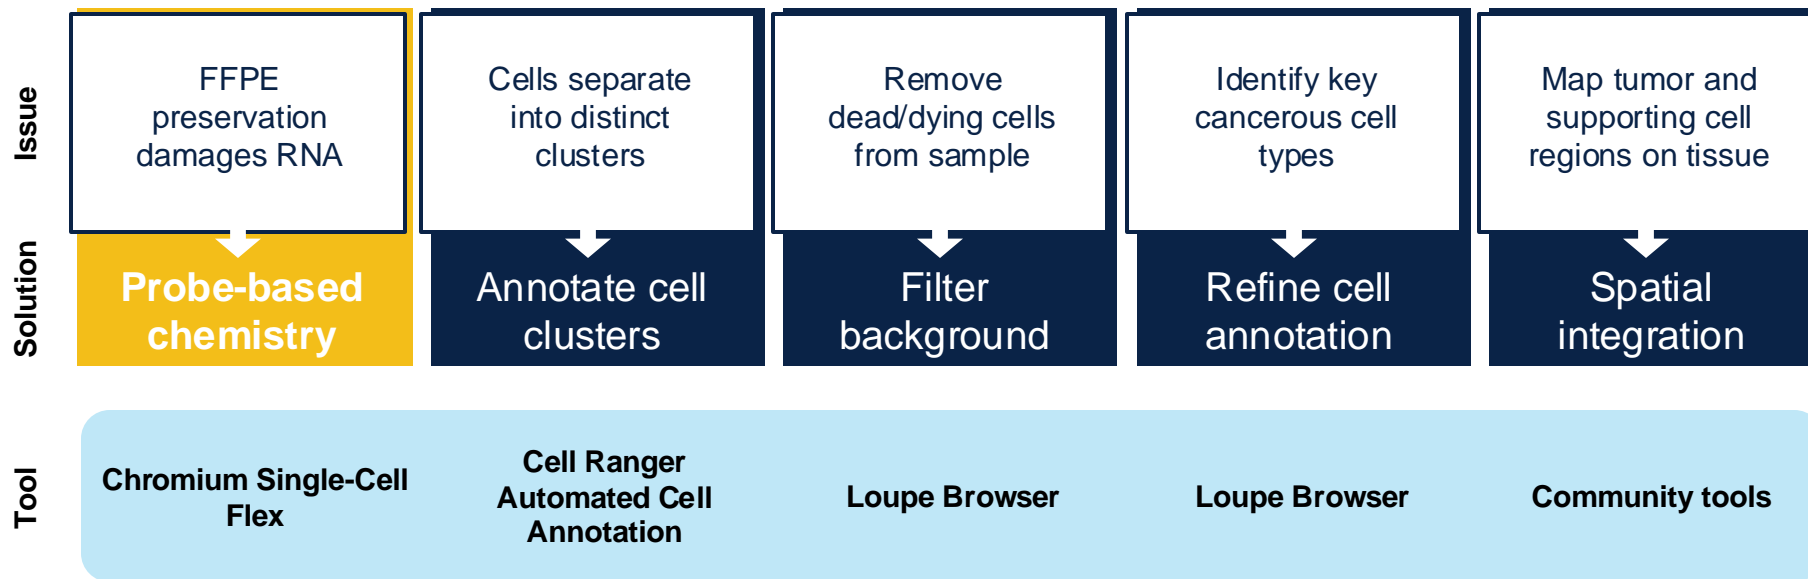 Issue
FFPE
preservation
damages RNA
Cells separate
into distinct
clusters
Remove
dead/dying cells
from sample
Identify key
cancerous cell
types
Map tumor and
supporting cell
regions on tissue
Solution
Probe-based
chemistry
Annotate cell
clusters
Filter
background
Refine cell
annotation
Spatial
integration
Tool
Chromium Single-Cell
Flex
Cell Ranger
Automated Cell
Annotation
Loupe Browser
Loupe Browser
Community tools